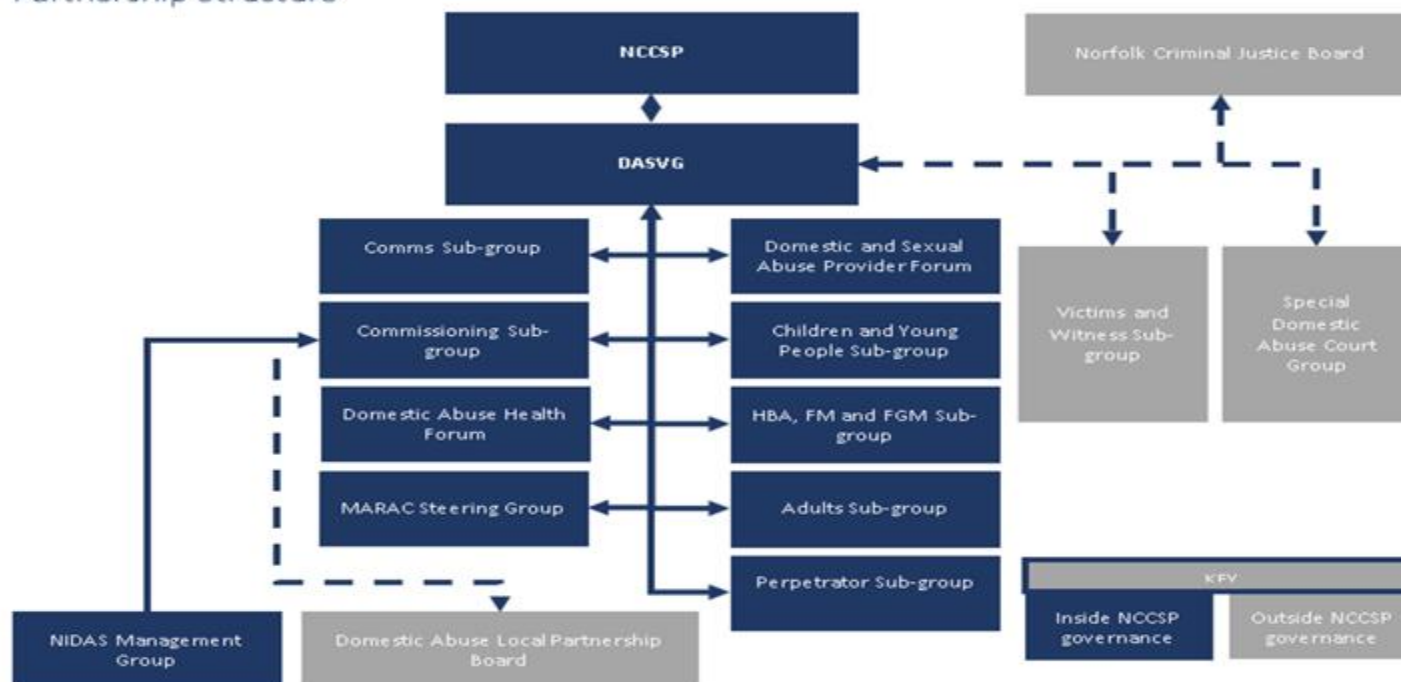 Partnership Structure
NCCSP
Norfolk Criminal Justice Board
DASVG
Comms Sub-group
Domestic and Sexual
Abuse Provider Forum
Commissioning Sub-
group
Children and Young
People Sub-group
Victims and
Witness Sub-
group
Special
Domestic
Abuse Court
Group
Domestic Abuse Health
Forum
HBA, FM and FGM Sub-
group
MARAC Steering Group
Adults Sub-group
Perpetrator Sub-group
KEY
NIDAS Management
Group
Domestic Abuse Local Partnership
Board
Inside NCCSP
governance
Outside NCCSP
governance